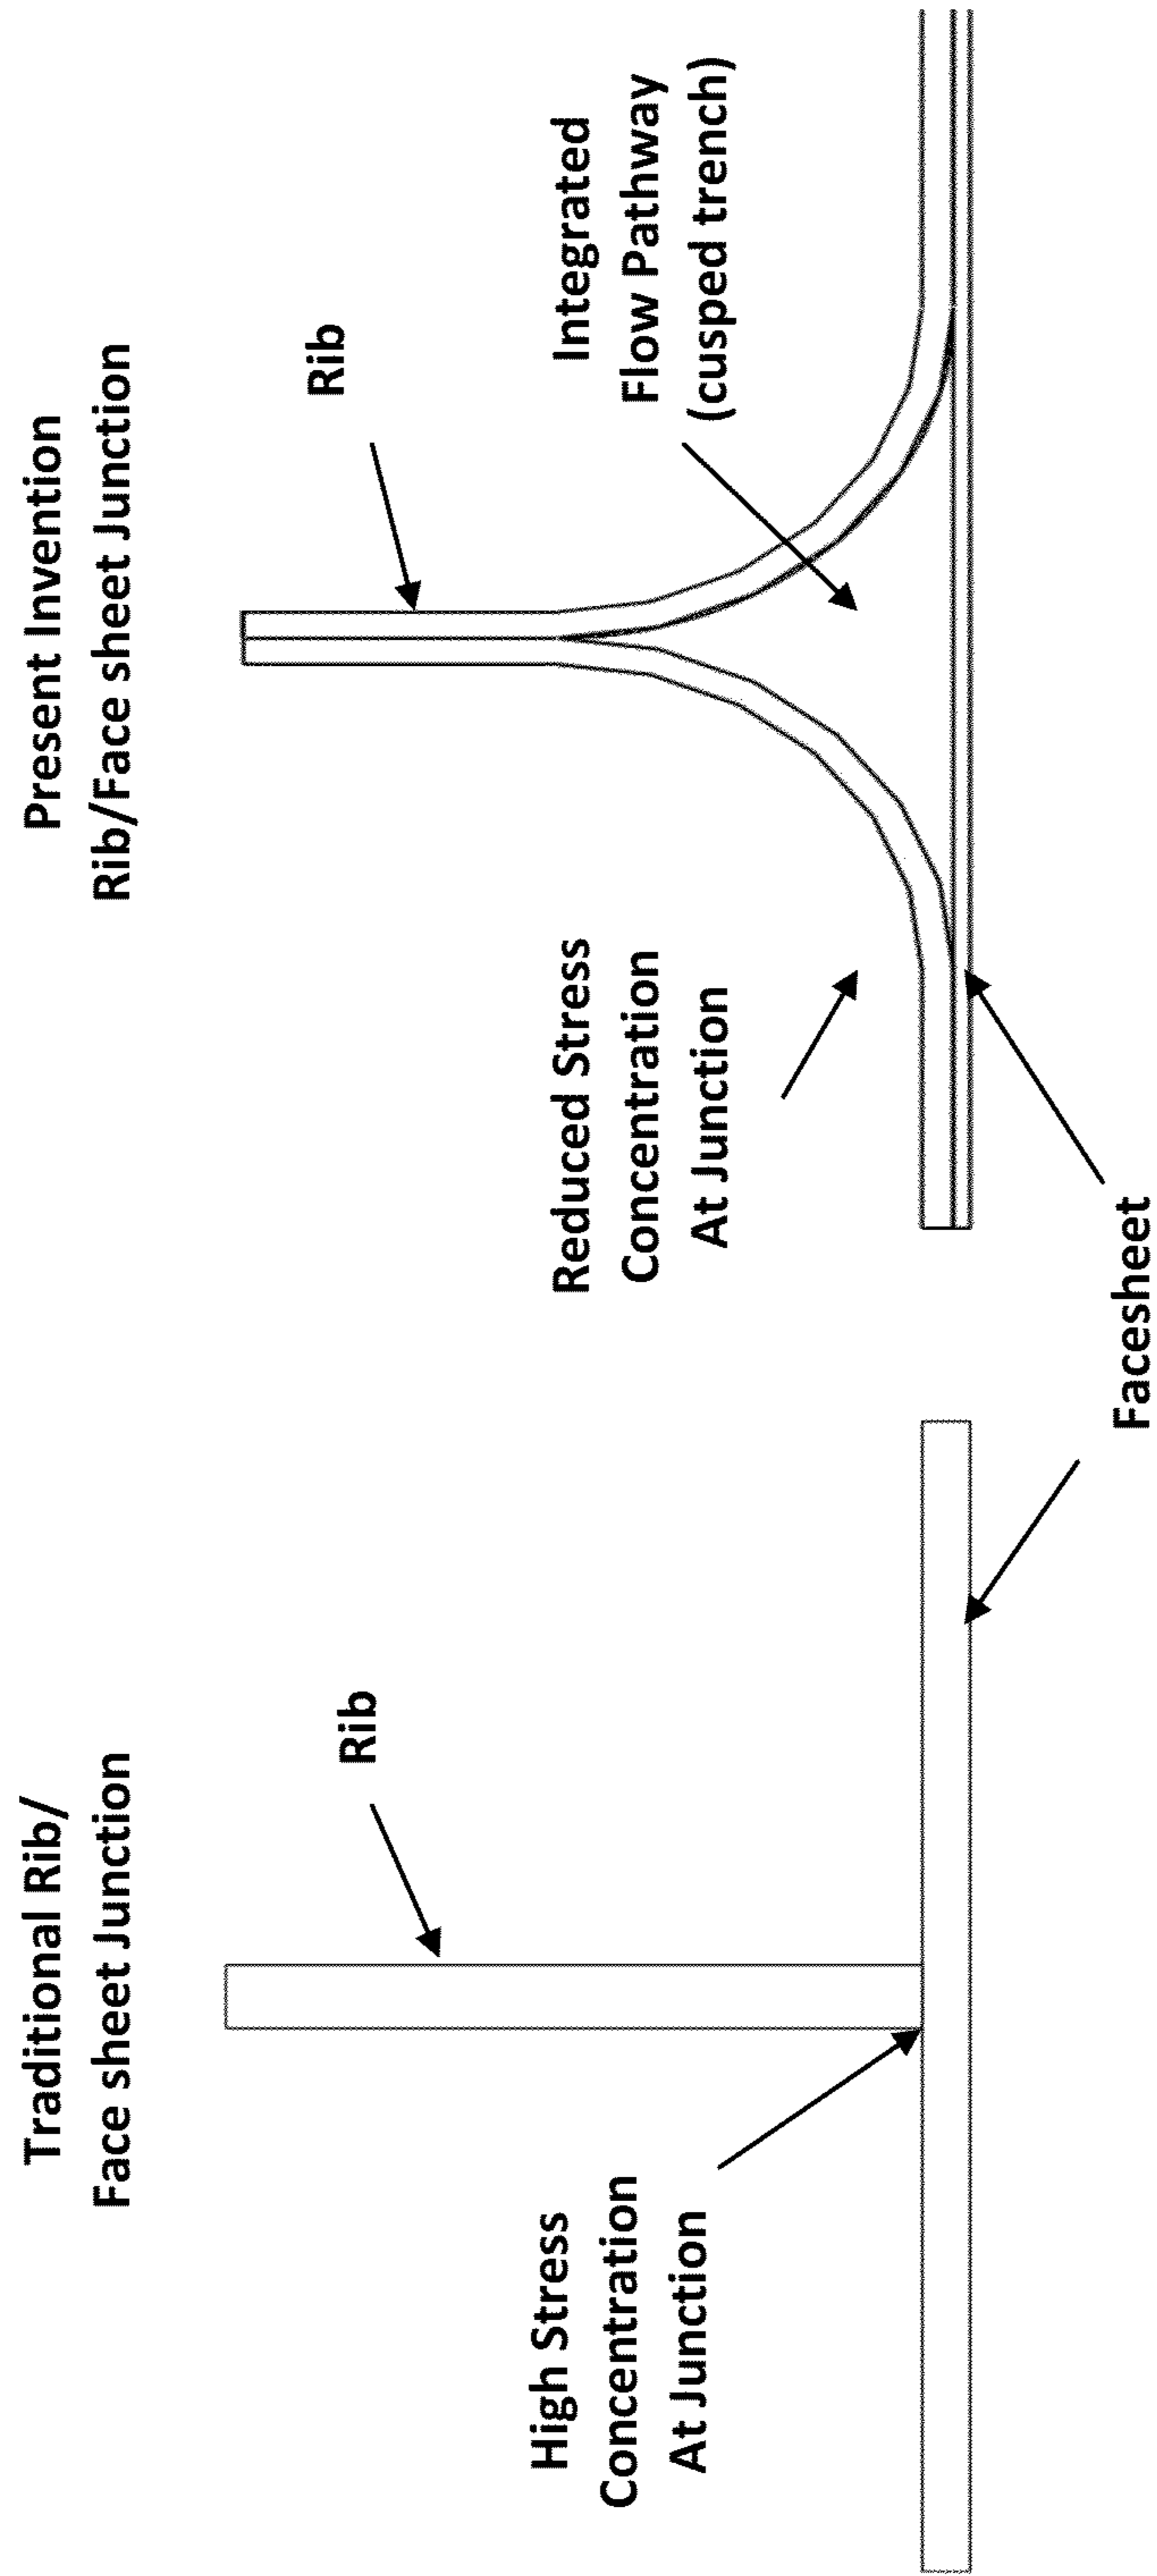 Traditional Rib/
Face sheet Junction
Rib
High Stress
Concentration
At Junction
Facesheet
Present Invention
Rib/Face sheet Junction
Rib
Integrated
Flow Pathway
(cusped trench)
Reduced Stress
Concentration
At Junction